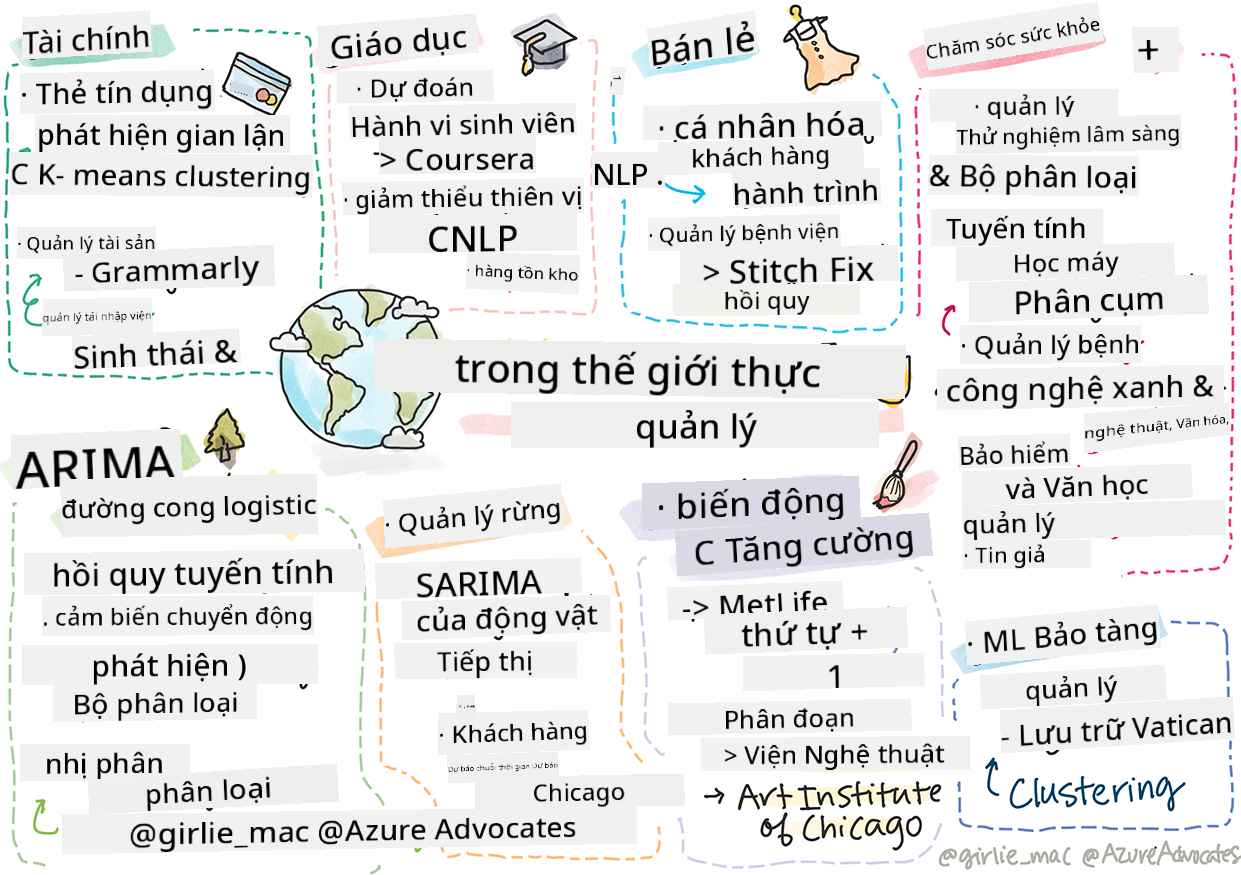 Tài chính
· Thẻ tín dụng
phát hiện gian lận
C K- means clustering
· Quản lý tài sản
- Grammarly
quản lý tái nhập viện
Sinh thái &
Giáo dục
· Dự đoán
Hành vi sinh viên
> Coursera
· giảm thiểu thiên vị
CNLP
· hàng tồn kho
Bán lẻ
· cá nhân hóa
khách hàng
NLP
hành trình
· Quản lý bệnh viện
> Stitch Fix
hồi quy
Chăm sóc sức khỏe
+
· quản lý
Thử nghiệm lâm sàng
& Bộ phân loại
Tuyến tính
Học máy
Phân cụm
· Quản lý bệnh
công nghệ xanh &
nghệ thuật, Văn hóa,
Bảo hiểm
và Văn học
quản lý
· Tin giả
trong thế giới thực
quản lý
ARIMA
đường cong logistic
hồi quy tuyến tính
. cảm biến chuyển động
phát hiện )
Bộ phân loại
nhị phân
phân loại
@girlie_mac @Azure Advocates
· Quản lý rừng
SARIMA
của động vật
Tiếp thị
· Khách hàng
Dự báo chuỗi thời gian Dự báo
Chicago
· biến động
C Tăng cường
-> MetLife
thứ tự +
1
Phân đoạn
> Viện Nghệ thuật
→ Art Institute
of Chicago
· ML Bảo tàng
quản lý
- Lưu trữ Vatican
Clustering
@girlie_mac @AzureAdvocates